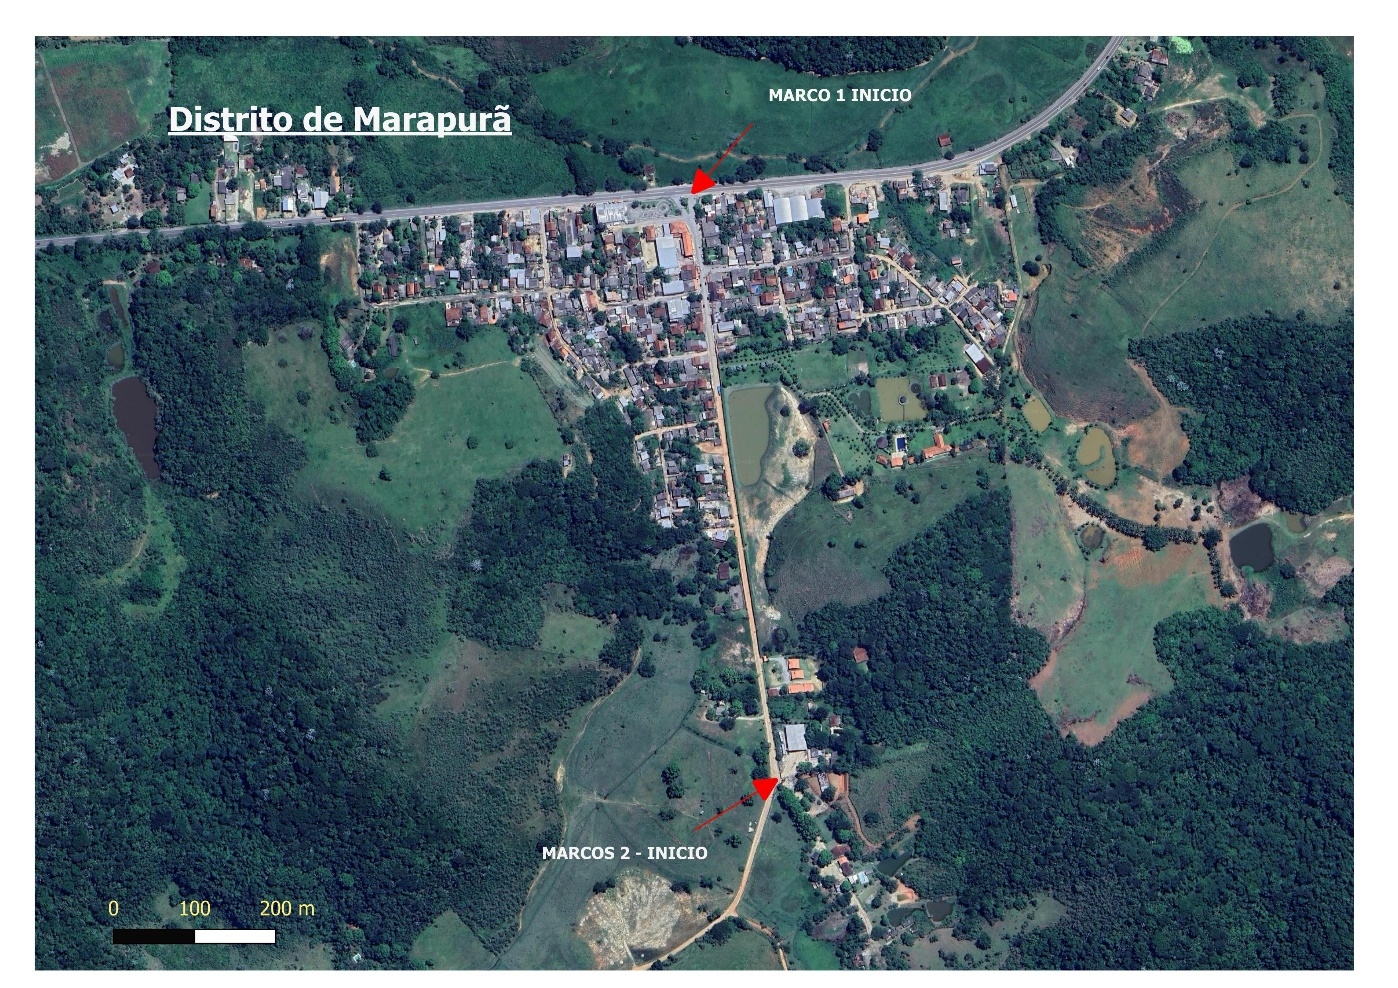 MARCO 1 INICIO
Distrito de Marapurã
MARCOS 2 - INICIO
0 100 200 m